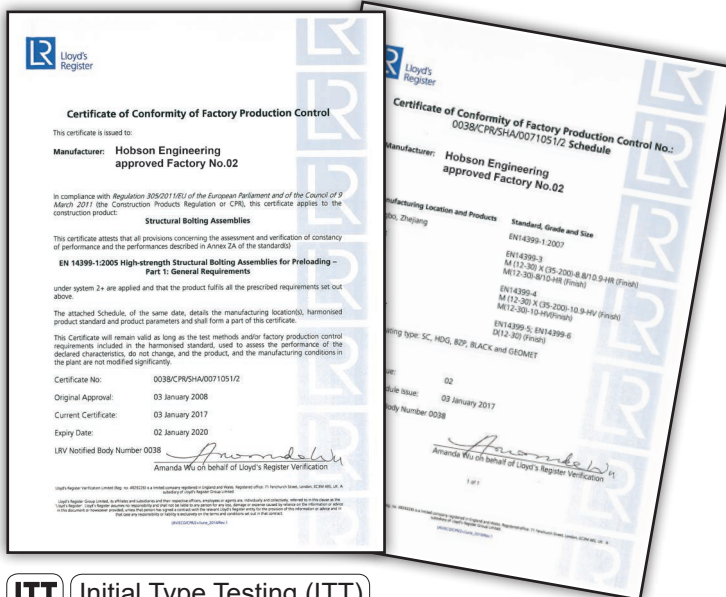 Lloyd's
Register
Certificate of Conformity of Factory Production Control
This certificate is issued to:
Manufacturer: Hobson Engineering
approved Factory No.02
In compliance with Regulation 305/2011/EU of the European Parliament and of the Council of 9
March 2011 (the Construction Products Regulation or CPR), this certificate applies to the
construction product:
Structural Bolting Assemblies
This certificate attests that all provisions concerning the assessment and verification of constancy
of performance and the performances described in Annex ZA of the standard(s)
EN 14399-1:2005 High-strength Structural Bolting Assemblies for Preloading –
Part 1: General Requirements
under system 2+ are applied and that the product fulfils all the prescribed requirements set out
above.
The attached Schedule, of the same date, details the manufacturing location(s), harmonised
product standard and product parameters and shall form a part of this certificate.
This Certificate will remain valid as long as the test methods and/or factory production control
requirements included in the harmonised standard, used to assess the performance of the
declared characteristics, do not change, and the product, and the manufacturing conditions in
the plant are not modified significantly.
Certificate No: 0038/CPR/SHA/0071051/2
Original Approval: 03 January 2008
Current Certificate: 03 January 2017
Expiry Date: 02 January 2020
LRV Notified Body Number 0038
Amanda Wu on behalf of Lloyd's Register Verification
Lloyd's
Register
Certificate of Conformity of Factory Production Control No.:
0038/CPR/SHA/0071051/2 Schedule
Manufacturer: Hobson Engineering
approved Factory No.02
nufacturing Location and Products Standard, Grade and Size
gbo, Zhejiang EN14399-1:2007
EN14399-3
M (12-30) X (35-200)-8.8/10.9-HR (Finish)
M(12-30)-8/10-HR (Finish)
EN14399-4
M (12-30) X (35-200)-10.9-HV (Finish)
M(12-30)-10-HV(Finish)
EN14399-5; EN14399-6
D(12-30) (Finish)
ating type: SC, HDG, BZP, BLACK and GEOMET
ue: 02
dule Issue: 03 January 2017
ody Number 0038
Amanda Wu on behalf of Lloyd's Register Verification
1 of 1
ITT Initial Type Testing (ITT)